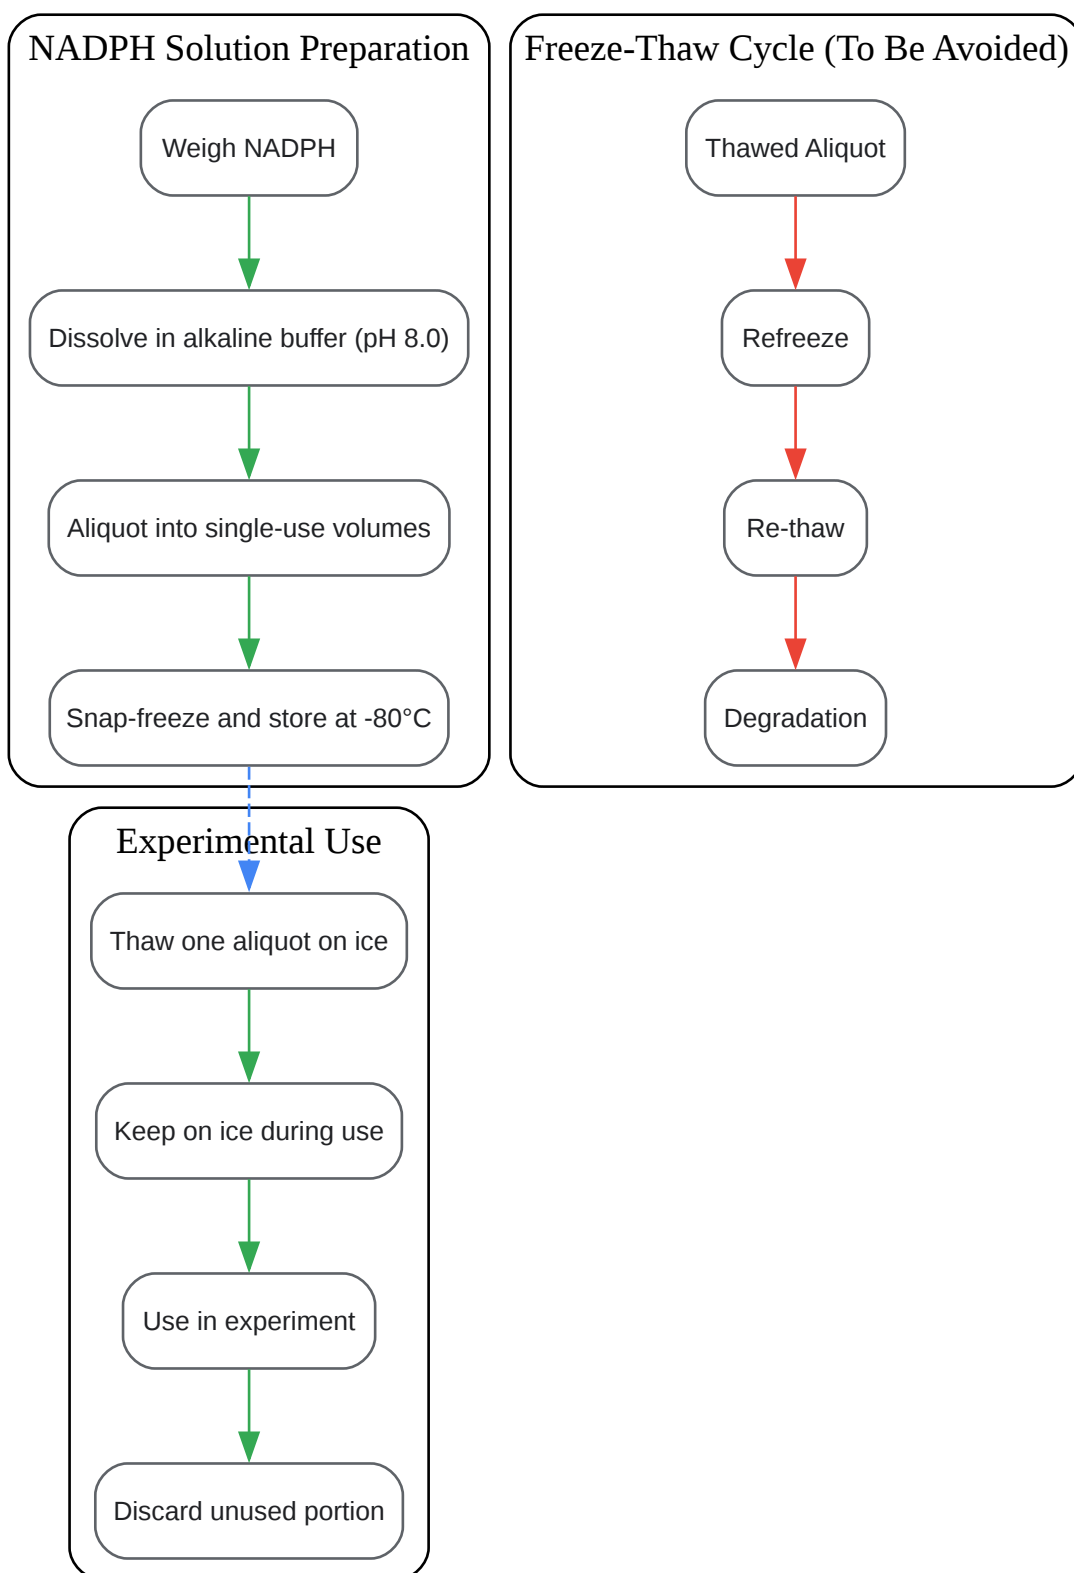 NADPH Solution Preparation
Weigh NADPH
Dissolve in alkaline buffer (pH 8.0)
Aliquot into single-use volumes
Snap-freeze and store at -80°C
Freeze-Thaw Cycle (To Be Avoided)
Thawed Aliquot
Refreeze
Re-thaw
Degradation
Experimental Use
Thaw one aliquot on ice
Keep on ice during use
Use in experiment
Discard unused portion